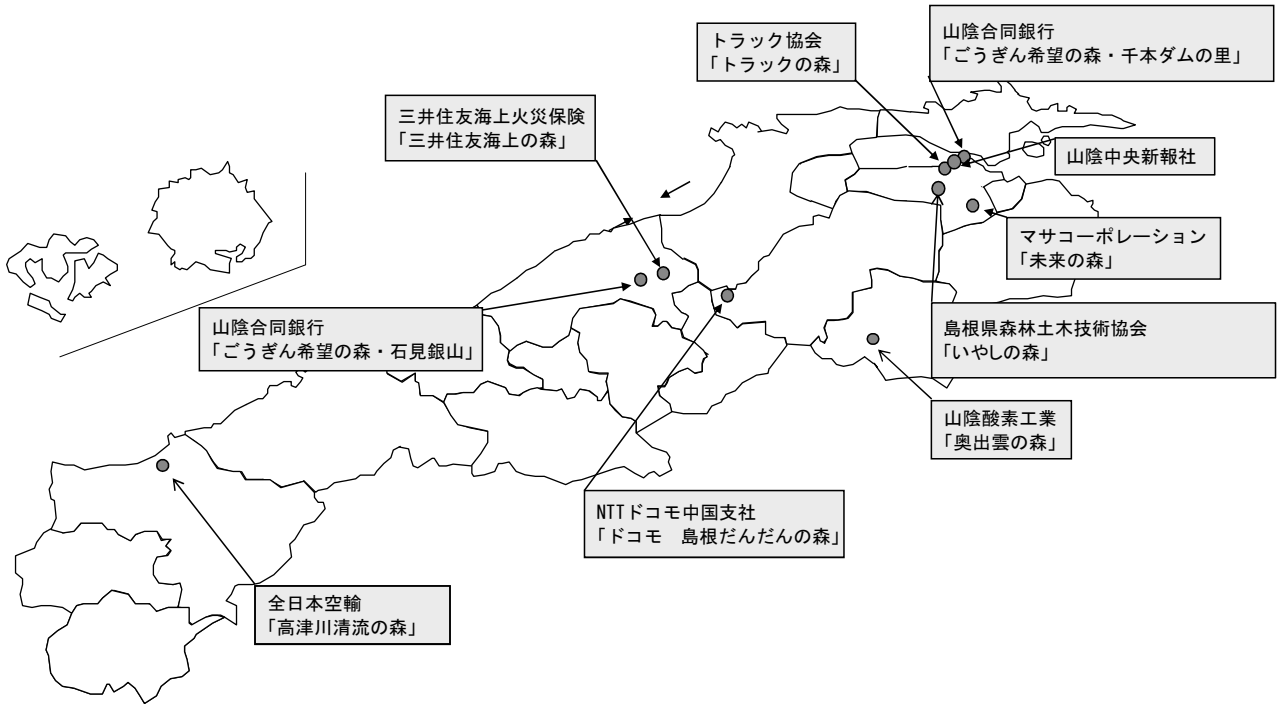 山陰合同銀行
「ごうぎん希望の森・千本ダムの里」
トラック協会
「トラックの森」
三井住友海上火災保険
「三井住友海上の森」
山陰中央新報社
マサコーポレーション
「未来の森」
山陰合同銀行
「ごうぎん希望の森・石見銀山」
島根県森林土木技術協会
「いやしの森」
山陰酸素工業
「奥出雲の森」
NTTドコモ中国支社
「ドコモ　島根だんだんの森」
全日本空輸
「高津川清流の森」